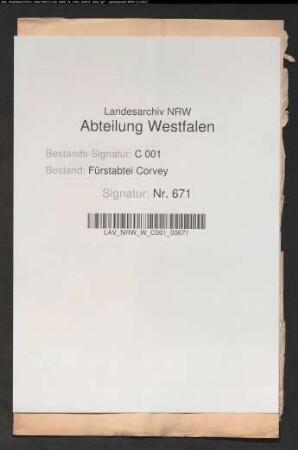 Landesarchiv NRW
Abteilung Westfalen
Bestands-Signatur: C 001
Bestand: Fürstabtei Corvey
Signatur: Nr. 671
LAV_NRW_W_C001_00671